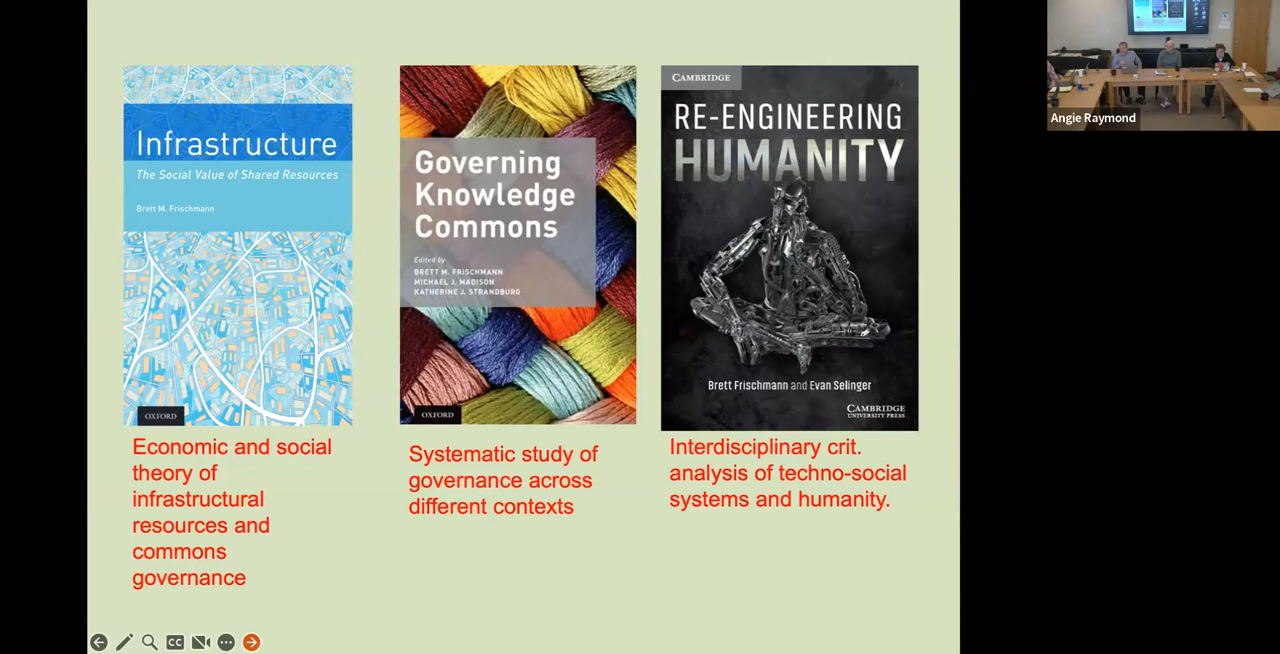 Infrastructure
The Social Value of Shared Resources
Brett M. Frischmann
OXFORD
Economic and social
theory of
infrastructural
resources and
commons
governance
Governing
Knowledge
Commons
Edited by
BRETT M. FRISCHMANN
MICHAEL J. MADISON
KATHERINE J. STRANDBURG
OXFORD
Systematic study of
governance across
different contexts
CAMBRIDGE
RE-ENGINEERING
HUMANITY
Brett Frischmann and Evan Selinger
CAMBRIDGE
UNIVERSITY PRESS
Interdisciplinary crit.
analysis of techno-social
systems and humanity.
Angie Raymond
CC